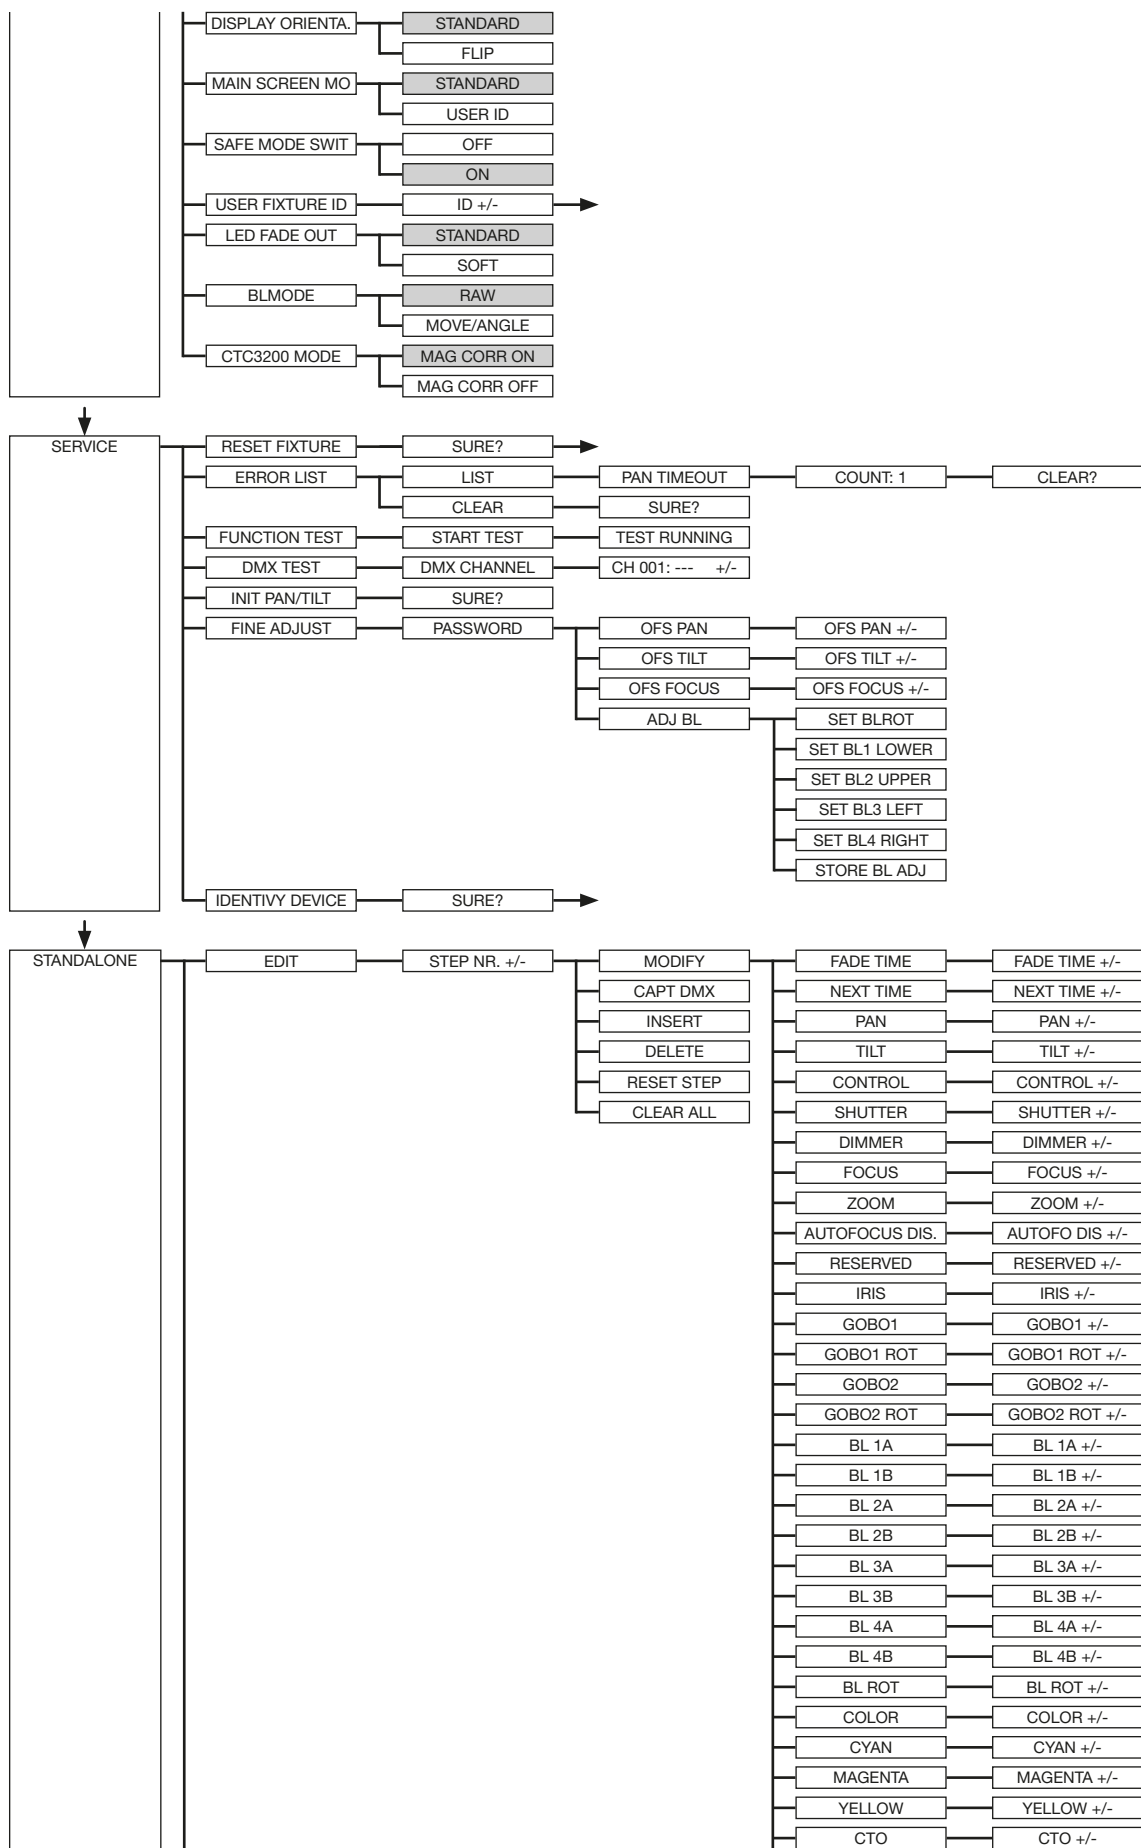 DISPLAY ORIENTA. STANDARD
FLIP
MAIN SCREEN MO STANDARD
USER ID
SAFE MODE SWIT OFF
ON
USER FIXTURE ID ID +/-
LED FADE OUT STANDARD
SOFT
BLMODE RAW
MOVE/ANGLE
CTC3200 MODE MAG CORR ON
MAG CORR OFF
SERVICE RESET FIXTURE SURE?
ERROR LIST LIST PAN TIMEOUT COUNT: 1 CLEAR?
CLEAR SURE?
FUNCTION TEST START TEST TEST RUNNING
DMX TEST DMX CHANNEL CH 001: --- +/-
INIT PAN/TILT SURE?
FINE ADJUST PASSWORD OFS PAN OFS PAN +/-
OFS TILT OFS TILT +/-
OFS FOCUS OFS FOCUS +/-
ADJ BL SET BLROT
SET BL1 LOWER
SET BL2 UPPER
SET BL3 LEFT
SET BL4 RIGHT
STORE BL ADJ
IDENTIVY DEVICE SURE?
STANDALONE EDIT STEP NR. +/- MODIFY FADE TIME FADE TIME +/-
CAPT DMX NEXT TIME NEXT TIME +/-
INSERT PAN PAN +/-
DELETE TILT TILT +/-
RESET STEP CONTROL CONTROL +/-
CLEAR ALL SHUTTER SHUTTER +/-
DIMMER DIMMER +/-
FOCUS FOCUS +/-
ZOOM ZOOM +/-
AUTOFOCUS DIS. AUTOFO DIS +/-
RESERVED RESERVED +/-
IRIS IRIS +/-
GOBO1 GOBO1 +/-
GOBO1 ROT GOBO1 ROT +/-
GOBO2 GOBO2 +/-
GOBO2 ROT GOBO2 ROT +/-
BL 1A BL 1A +/-
BL 1B BL 1B +/-
BL 2A BL 2A +/-
BL 2B BL 2B +/-
BL 3A BL 3A +/-
BL 3B BL 3B +/-
BL 4A BL 4A +/-
BL 4B BL 4B +/-
BL ROT BL ROT +/-
COLOR COLOR +/-
CYAN CYAN +/-
MAGENTA MAGENTA +/-
YELLOW YELLOW +/-
CTO CTO +/-